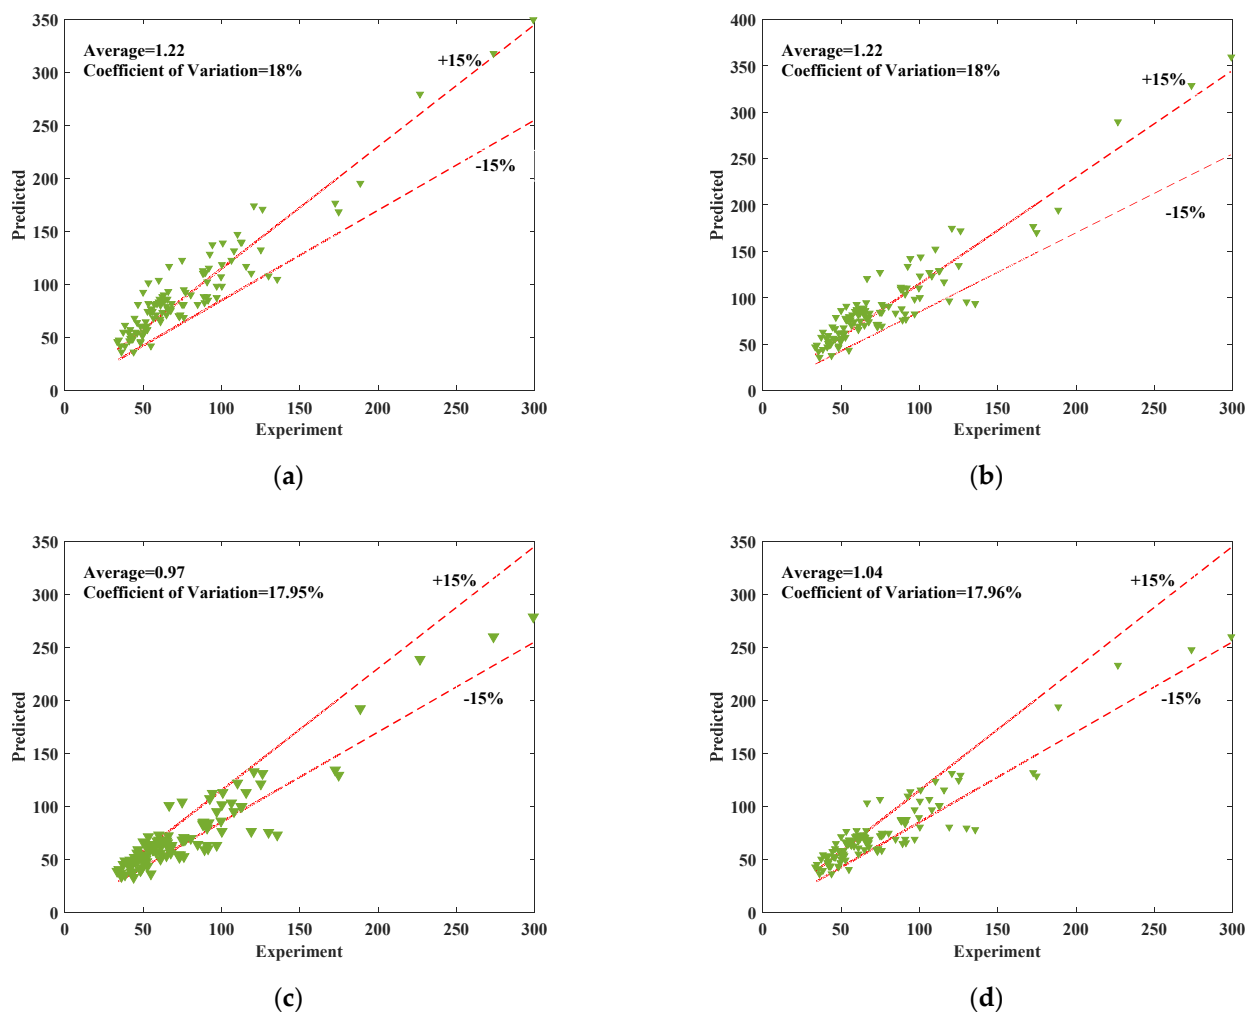 350
300
250
200
150
100
50
0
Predicted
Average=1.22
Coefficient of Variation=18%
+15%
-15%
0 50 100 150 200 250 300
Experiment
(a)
400
350
300
250
200
150
100
50
0
Predicted
Average=1.22
Coefficient of Variation=18%
+15%
-15%
0 50 100 150 200 250 300
Experiment
(b)
350
300
250
200
150
100
50
0
Predicted
Average=0.97
Coefficient of Variation=17.95%
+15%
-15%
0 50 100 150 200 250 300
Experiment
(c)
350
300
250
200
150
100
50
0
Predicted
Average=1.04
Coefficient of Variation=17.96%
+15%
-15%
0 50 100 150 200 250 300
Experiment
(d)